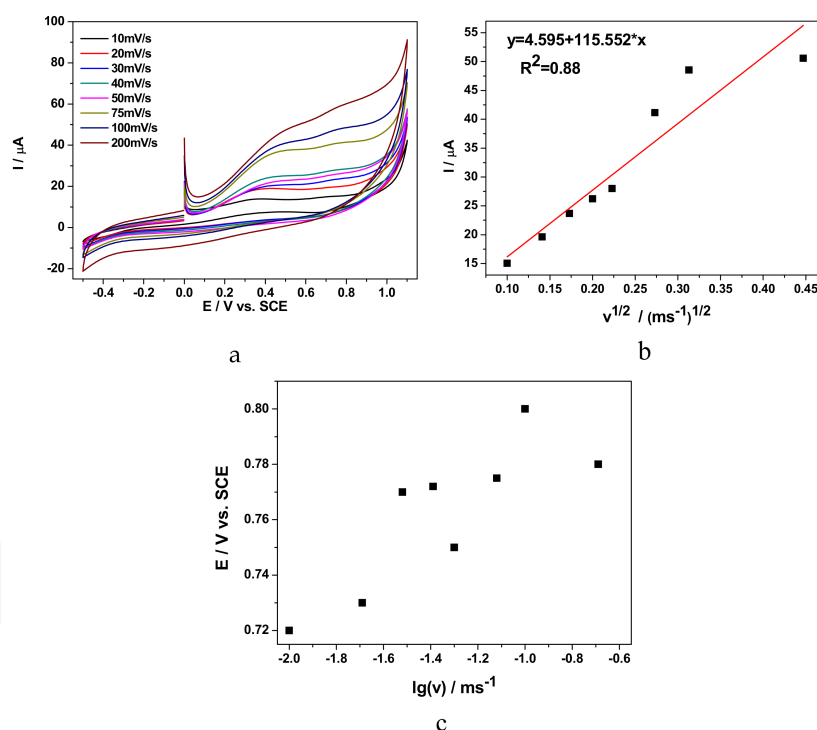 10mV/s
20mV/s
30mV/s
40mV/s
50mV/s
75mV/s
100mV/s
200mV/s
100
80
60
40
20
0
-20
I / μA
-0.4 -0.2 0.0 0.2 0.4 0.6 0.8 1.0
E / V vs. SCE
a
y=4.595+115.552*x
R²=0.88
60
55
50
45
40
35
30
25
20
15
I / μA
0.10 0.15 0.20 0.25 0.30 0.35 0.40 0.45
v^1/2 / (ms^-1)^1/2
b
0.80
0.78
0.76
0.74
0.72
E / V vs. SCE
-2.0 -1.8 -1.6 -1.4 -1.2 -1.0 -0.8 -0.6
lg(v) / ms^-1
c